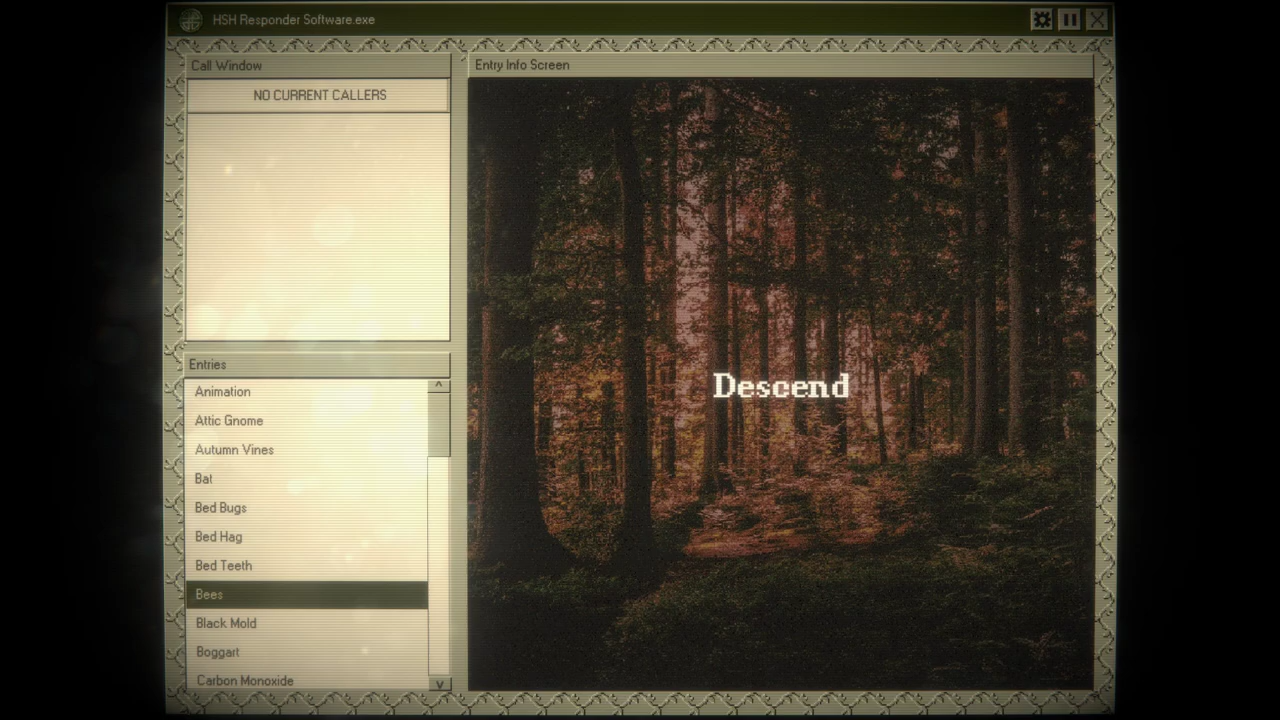 HSH Responder Software.exe
Call Window
NO CURRENT CALLERS
Entry Info Screen
Descend
Entries
Animation
Attic Gnome
Autumn Vines
Bat
Bed Bugs
Bed Hag
Bed Teeth
Bees
Black Mold
Boggart
Carbon Monoxide